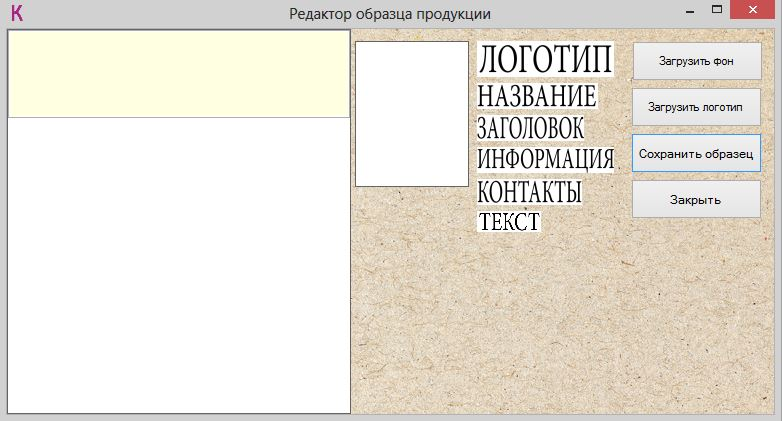 K
Редактор образца продукции
ЛОГОТИП
НАЗВАНИЕ
ЗАГОЛОВОК
ИНФОРМАЦИЯ
КОНТАКТЫ
ТЕКСТ
Загрузить фон
Загрузить логотип
Сохранить образец
Закрыть